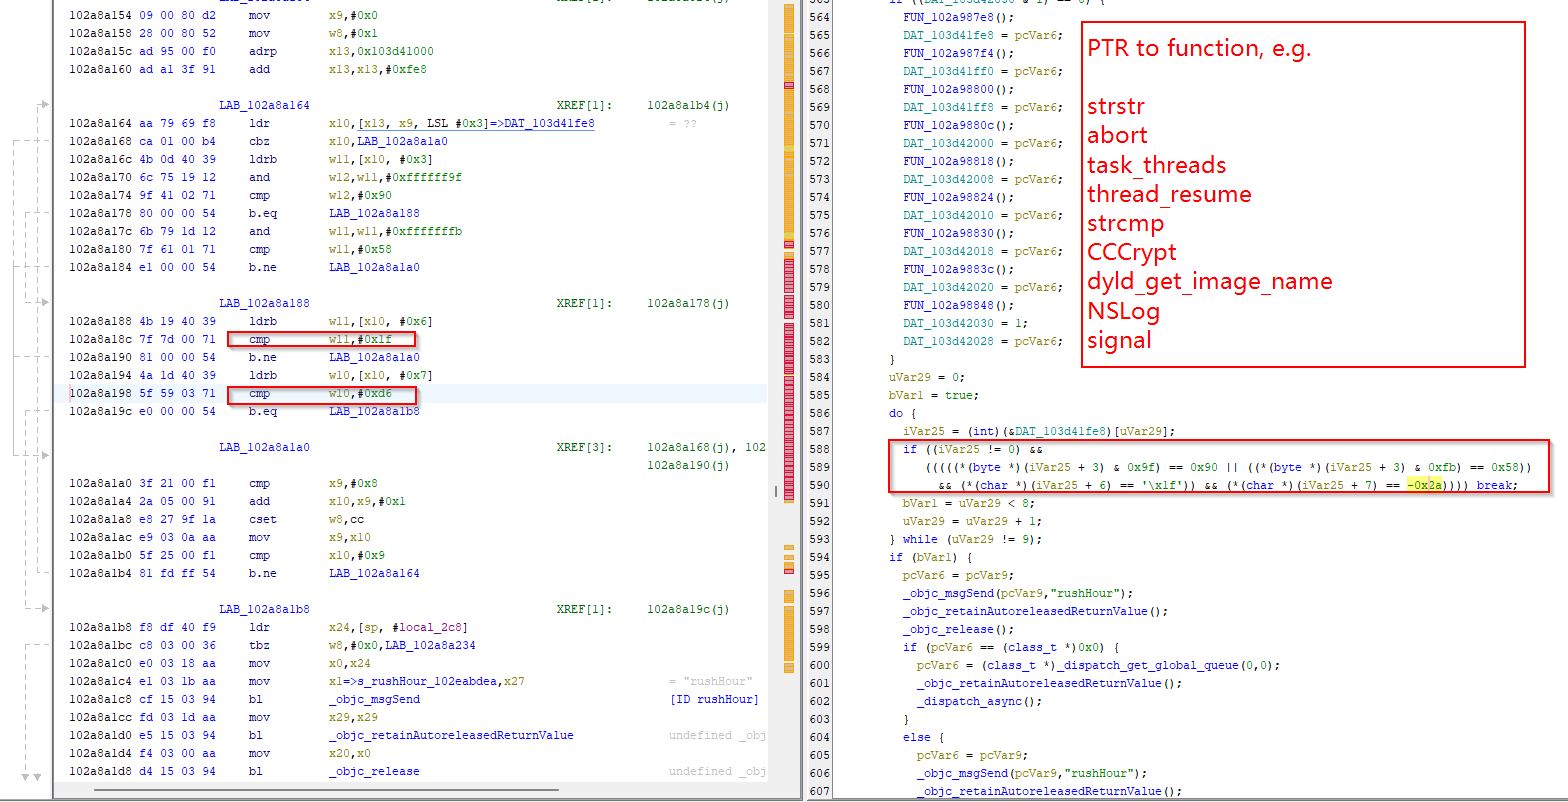 LAB_102a8a150
102a8a154 09 00 80 d2 mov x9,#0x0
102a8a158 28 00 80 52 mov w8,#0x1
102a8a15c ad 95 00 f0 adrp x13,0x103d41000
102a8a160 ad a1 3f 91 add x13,x13,#0xfe8
LAB_102a8a164 XREF[1]: 102a8a1b4(j)
102a8a164 aa 79 69 f8 ldr x10,[x13, x9, LSL #0x3]=>DAT_103d41fe8 = ??
102a8a168 ca 01 00 b4 cbz x10,LAB_102a8a1a0
102a8a16c 4b 0d 40 39 ldrb w11,[x10, #0x3]
102a8a170 6c 75 19 12 and w12,w11,#0xffffff9f
102a8a174 9f 41 02 71 cmp w12,#0x90
102a8a178 80 00 00 54 b.eq LAB_102a8a188
102a8a17c 6b 79 1d 12 and w11,w11,#0xfffffffb
102a8a180 7f 61 01 71 cmp w11,#0x58
102a8a184 e1 00 00 54 b.ne LAB_102a8a1a0
LAB_102a8a188 XREF[1]: 102a8a178(j)
102a8a188 4b 19 40 39 ldrb w11,[x10, #0x6]
102a8a18c 7f 7d 00 71 cmp w11,#0x1f
102a8a190 81 00 00 54 b.ne LAB_102a8a1a0
102a8a194 4a 1d 40 39 ldrb w10,[x10, #0x7]
102a8a198 5f 59 03 71 cmp w10,#0xd6
102a8a19c e0 00 00 54 b.eq LAB_102a8a1b8
LAB_102a8a1a0 XREF[3]: 102a8a168(j), 102
102a8a190(j)
102a8a1a0 3f 21 00 f1 cmp x9,#0x8
102a8a1a4 2a 05 00 91 add x10,x9,#0x1
102a8a1a8 e8 27 9f 1a cset w8,cc
102a8a1ac e9 03 0a aa mov x9,x10
102a8a1b0 5f 25 00 f1 cmp x10,#0x9
102a8a1b4 81 fd ff 54 b.ne LAB_102a8a164
LAB_102a8a1b8 XREF[1]: 102a8a19c(j)
102a8a1b8 f8 df 40 f9 ldr x24,[sp, #local_2c8]
102a8a1bc c8 03 00 36 tbz w8,#0x0,LAB_102a8a234
102a8a1c0 e0 03 18 aa mov x0,x24
102a8a1c4 e1 03 1b aa mov x1=>s_rushHour_102eabdea,x27 = "rushHour"
102a8a1c8 cf 15 03 94 bl _objc_msgSend [ID rushHour]
102a8a1cc fd 03 1d aa mov x29,x29
102a8a1d0 e5 15 03 94 bl _objc_retainAutoreleasedReturnValue undefined _obj
102a8a1d4 f4 03 00 aa mov x20,x0
102a8a1d8 d4 15 03 94 bl _objc_release undefined _obj
564 FUN_102a987e8();
565 DAT_103d41fe8 = pcVar6;
566 FUN_102a987f4();
567 DAT_103d41ff0 = pcVar6;
568 FUN_102a98800();
569 DAT_103d41ff8 = pcVar6;
570 FUN_102a9880c();
571 DAT_103d42000 = pcVar6;
572 FUN_102a98818();
573 DAT_103d42008 = pcVar6;
574 FUN_102a98824();
575 DAT_103d42010 = pcVar6;
576 FUN_102a98830();
577 DAT_103d42018 = pcVar6;
578 FUN_102a9883c();
579 DAT_103d42020 = pcVar6;
580 FUN_102a98848();
581 DAT_103d42030 = 1;
582 DAT_103d42028 = pcVar6;
583 }
584 uVar29 = 0;
585 bVar1 = true;
586 do {
587 iVar25 = (int)(&DAT_103d41fe8)[uVar29];
588 if ((iVar25 != 0) &&
589 (((((*(byte *)(iVar25 + 3) & 0x9f) == 0x90 || ((*(byte *)(iVar25 + 3) & 0xfb) == 0x58))
590 && (*(char *)(iVar25 + 6) == '\x1f')) && (*(char *)(iVar25 + 7) == -0x2a)))) break;
591 bVar1 = uVar29 < 8;
592 uVar29 = uVar29 + 1;
593 } while (uVar29 != 9);
594 if (bVar1) {
595 pcVar6 = pcVar9;
596 _objc_msgSend(pcVar9,"rushHour");
597 _objc_retainAutoreleasedReturnValue();
598 _objc_release();
599 if (pcVar6 == (class_t *)0x0) {
600 pcVar6 = (class_t *)_dispatch_get_global_queue(0,0);
601 _objc_retainAutoreleasedReturnValue();
602 _dispatch_async();
603 }
604 else {
605 pcVar6 = pcVar9;
606 _objc_msgSend(pcVar9,"rushHour");
607 _objc_retainAutoreleasedReturnValue();
PTR to function, e.g.
strstr
abort
task_threads
thread_resume
strcmp
CCCrypt
dyld_get_image_name
NSLog
signal